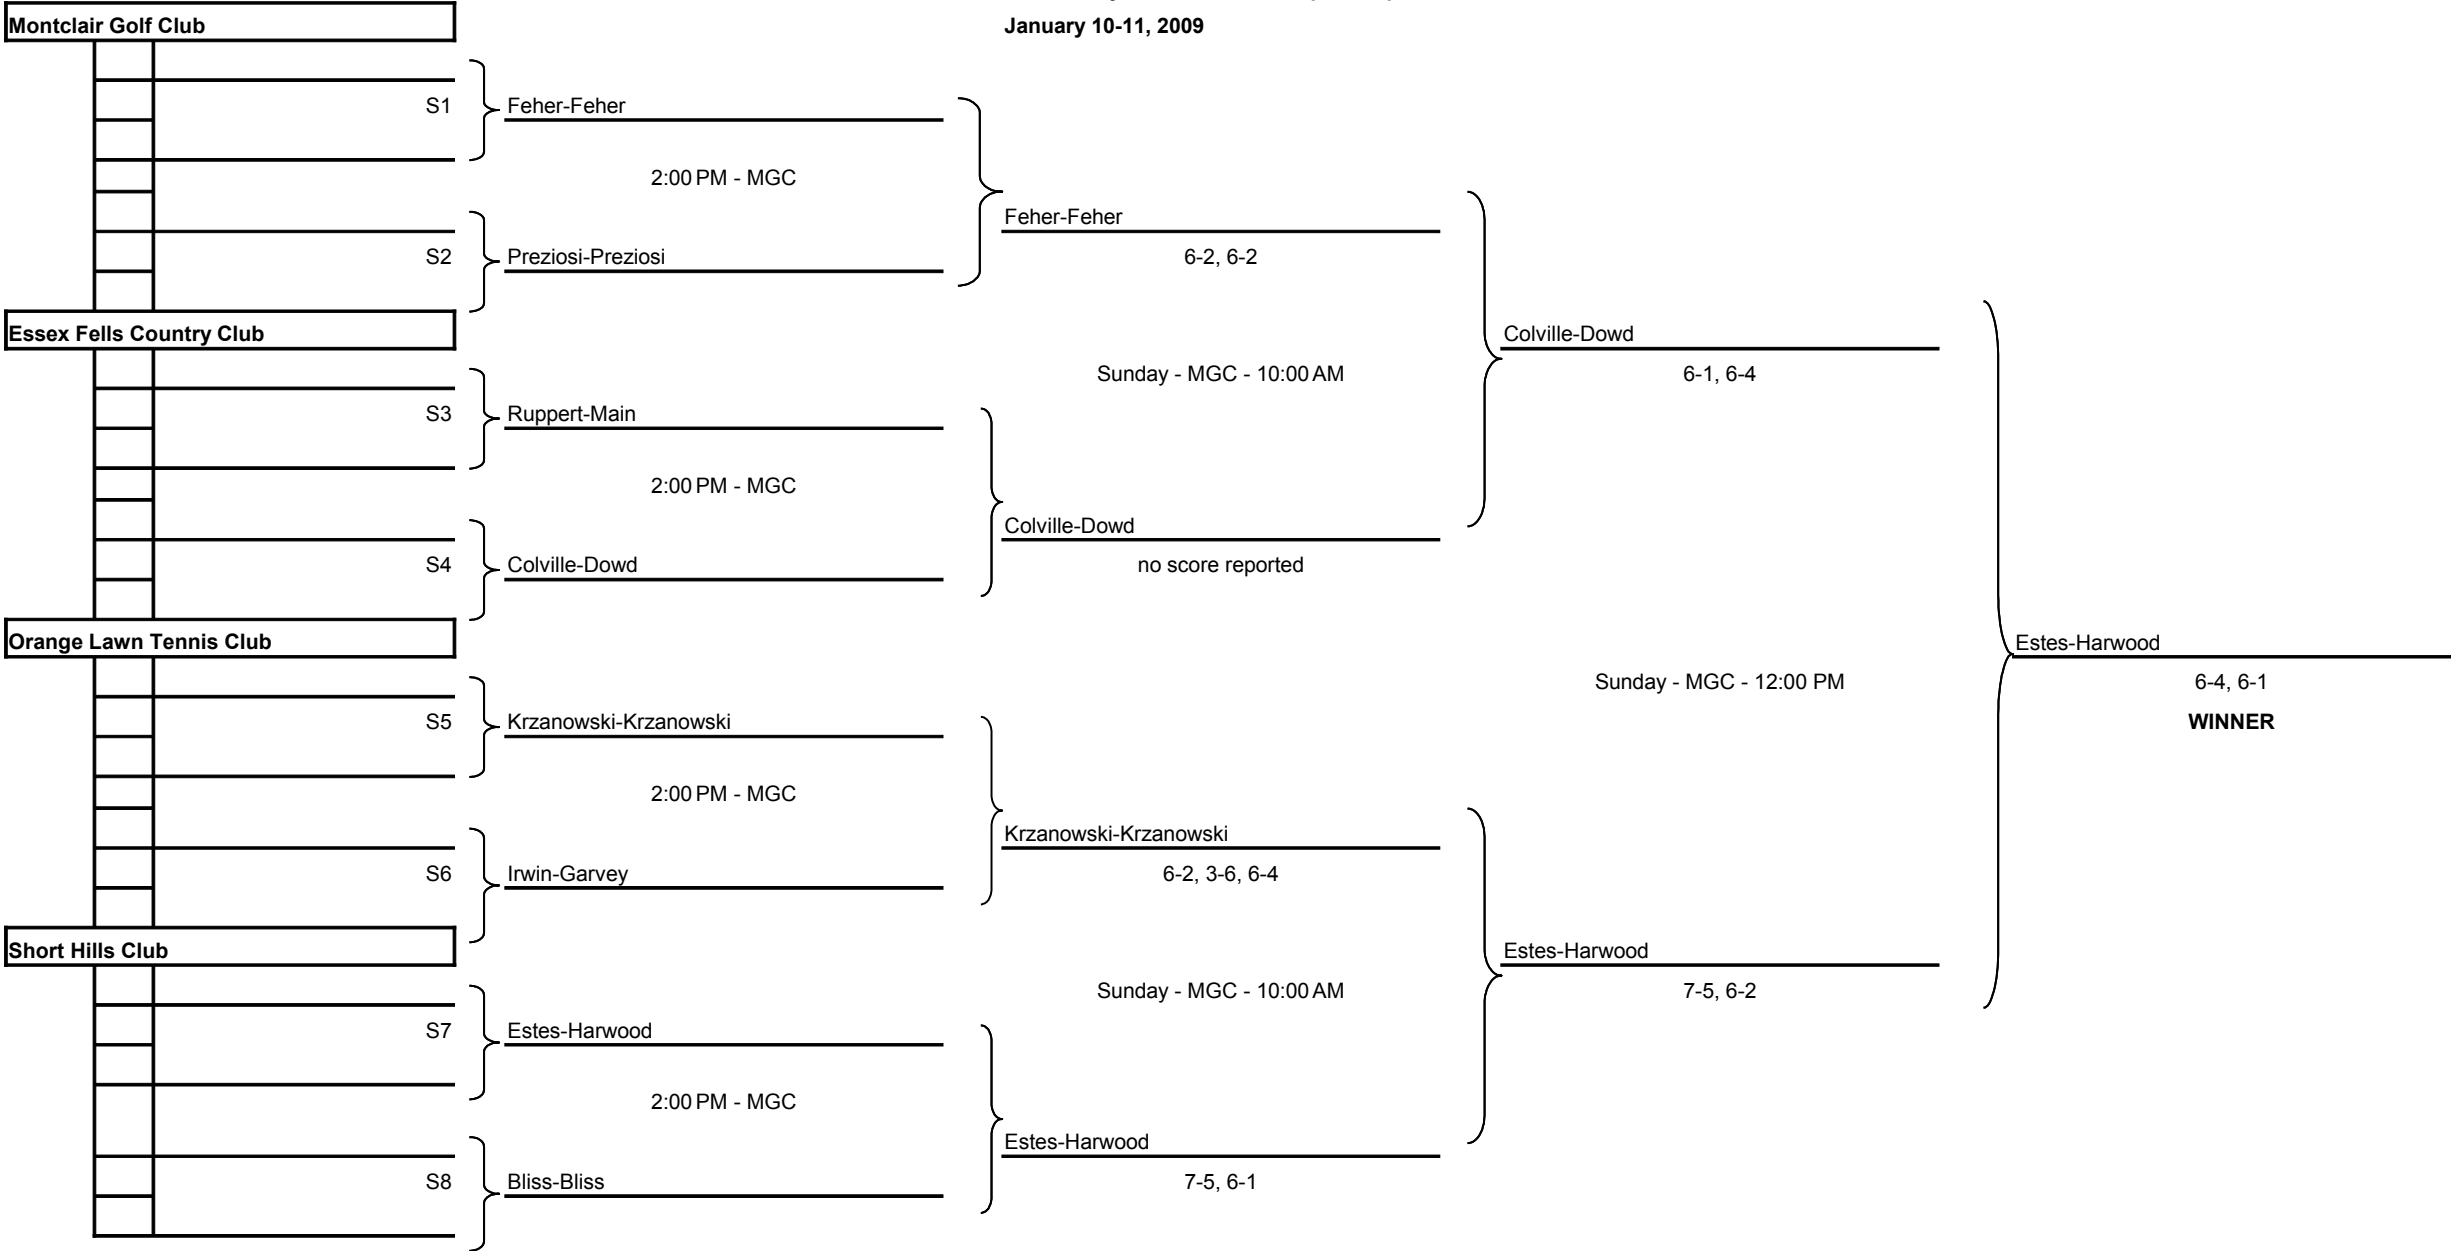 Montclair Golf Club
January 10-11, 2009
S1
Feher-Feher
2:00 PM - MGC
Feher-Feher
S2
Preziosi-Preziosi
6-2, 6-2
Essex Fells Country Club
Colville-Dowd
Sunday - MGC - 10:00 AM
6-1, 6-4
S3
Ruppert-Main
2:00 PM - MGC
Colville-Dowd
S4
Colville-Dowd
no score reported
Orange Lawn Tennis Club
Estes-Harwood
Sunday - MGC - 12:00 PM
6-4, 6-1
S5
Krzanowski-Krzanowski
WINNER
2:00 PM - MGC
Krzanowski-Krzanowski
S6
Irwin-Garvey
6-2, 3-6, 6-4
Short Hills Club
Estes-Harwood
Sunday - MGC - 10:00 AM
7-5, 6-2
S7
Estes-Harwood
2:00 PM - MGC
Estes-Harwood
S8
Bliss-Bliss
7-5, 6-1